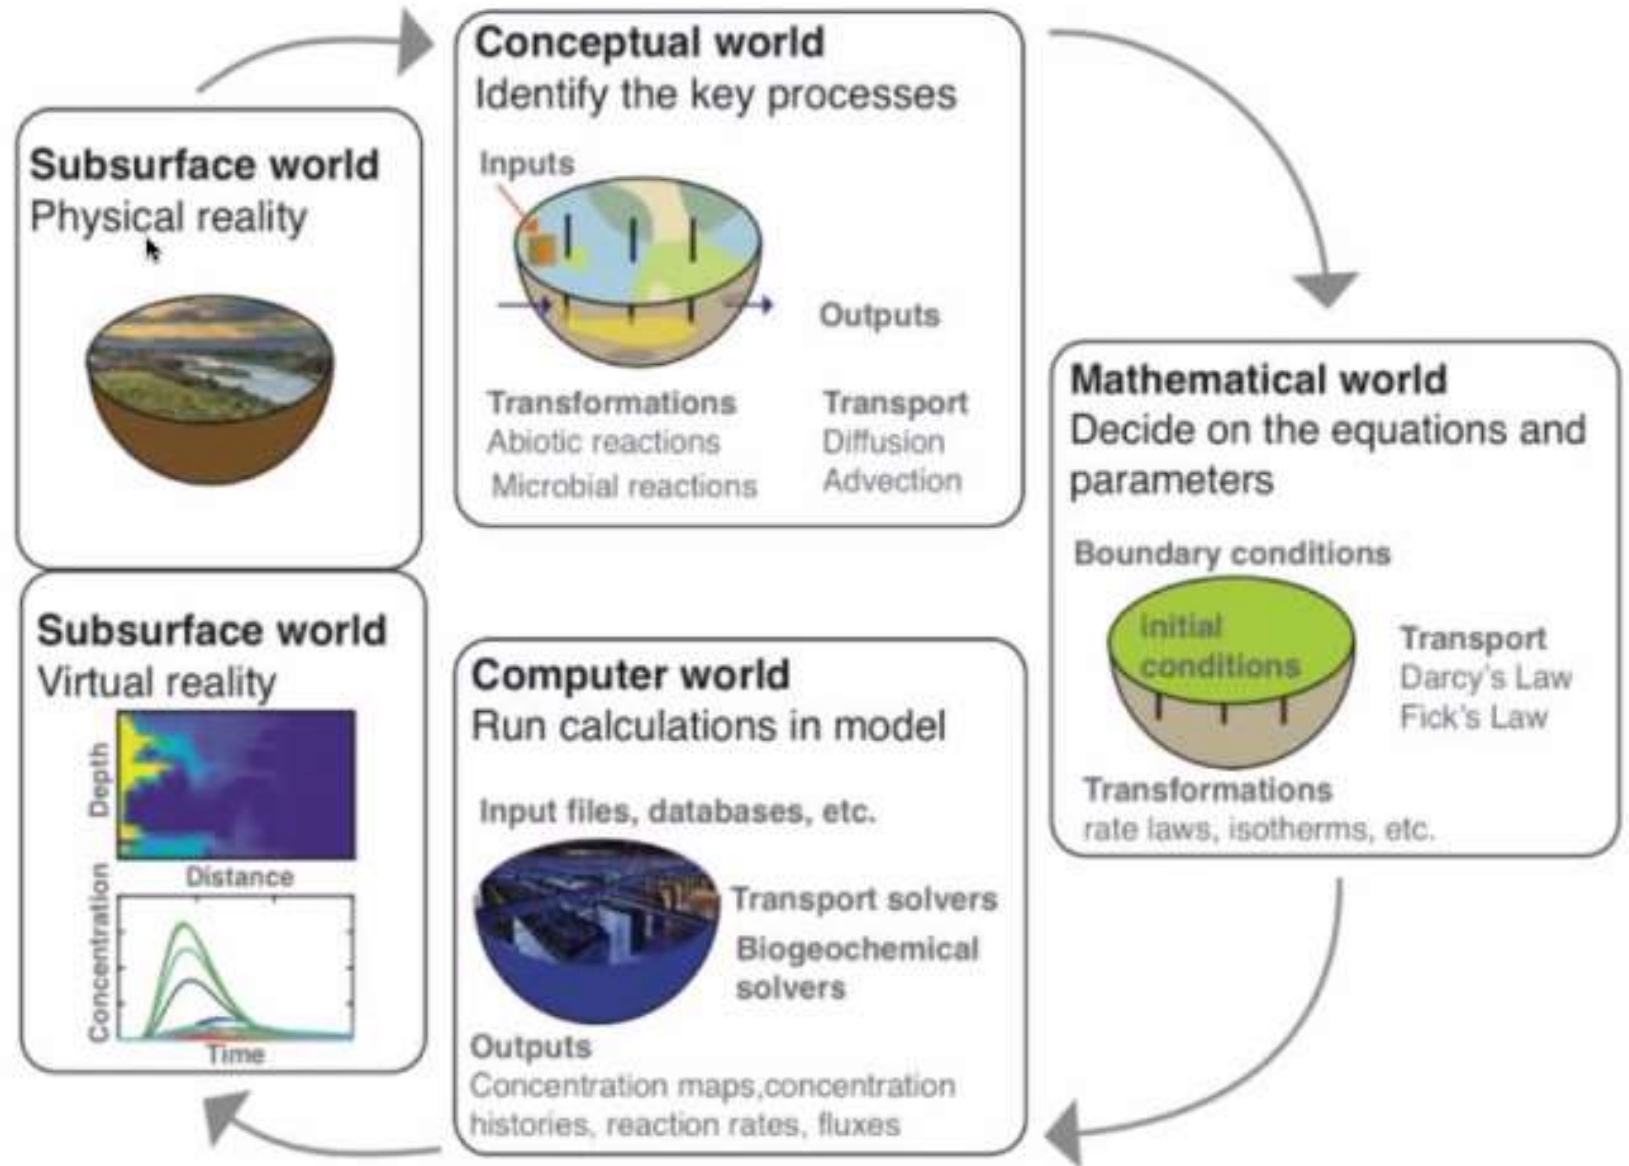 Subsurface world
Physical reality
Conceptual world
Identify the key processes
Inputs
Outputs
Transformations
Abiotic reactions
Microbial reactions
Transport
Diffusion
Advection
Mathematical world
Decide on the equations and
parameters
Boundary conditions
initial
conditions
Transport
Darcy's Law
Fick's Law
Transformations
rate laws, isotherms, etc.
Computer world
Run calculations in model
Input files, databases, etc.
Transport solvers
Biogeochemical
solvers
Outputs
Concentration maps,concentration
histories, reaction rates, fluxes
Subsurface world
Virtual reality
Depth
Distance
Concentration
Time